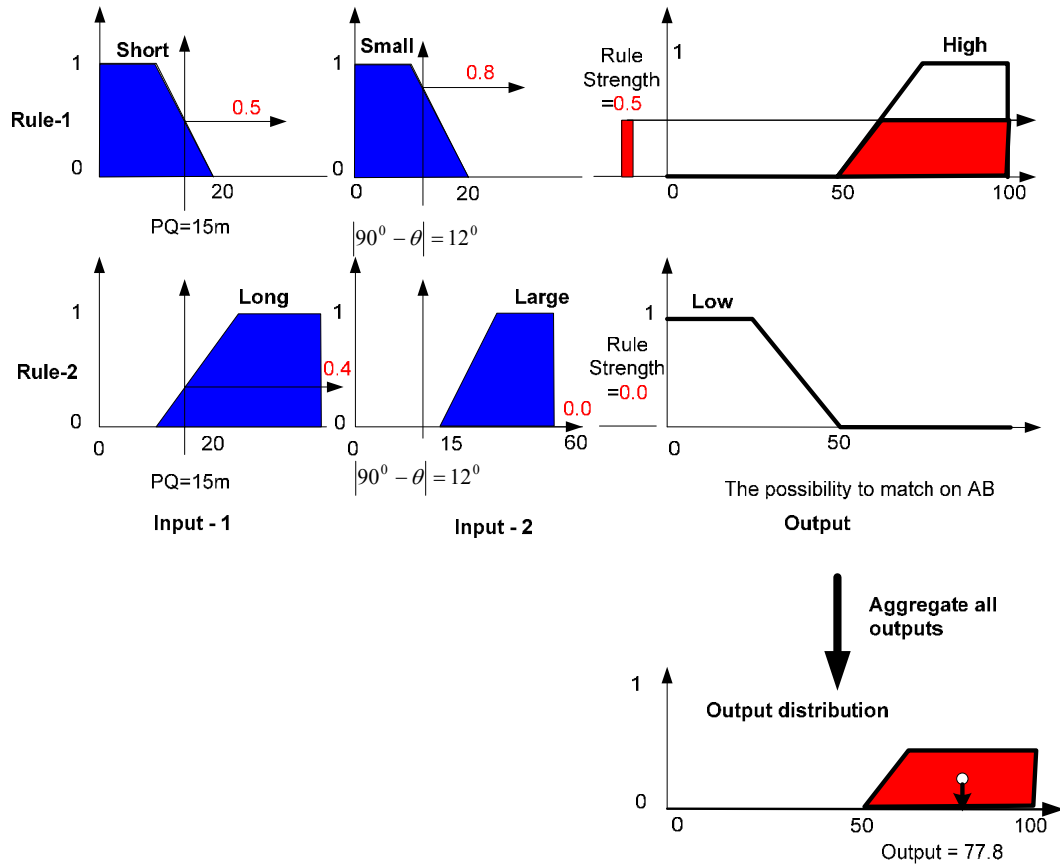 Short
1
0.5
Rule-1
0
20
PQ=15m
Small
1
0.8
0
0
20
|90⁰ − θ| = 12⁰
Rule
Strength
=0.5
1
High
0
50
100
Long
1
Rule-2
0.4
0
0
20
PQ=15m
Input - 1
Large
1
0
0.0
0
15
60
|90⁰ − θ| = 12⁰
Input - 2
Rule
Strength
=0.0
1
Low
0
50
The possibility to match on AB
Output
Aggregate all
outputs
1
Output distribution
0
0
50
100
Output = 77.8